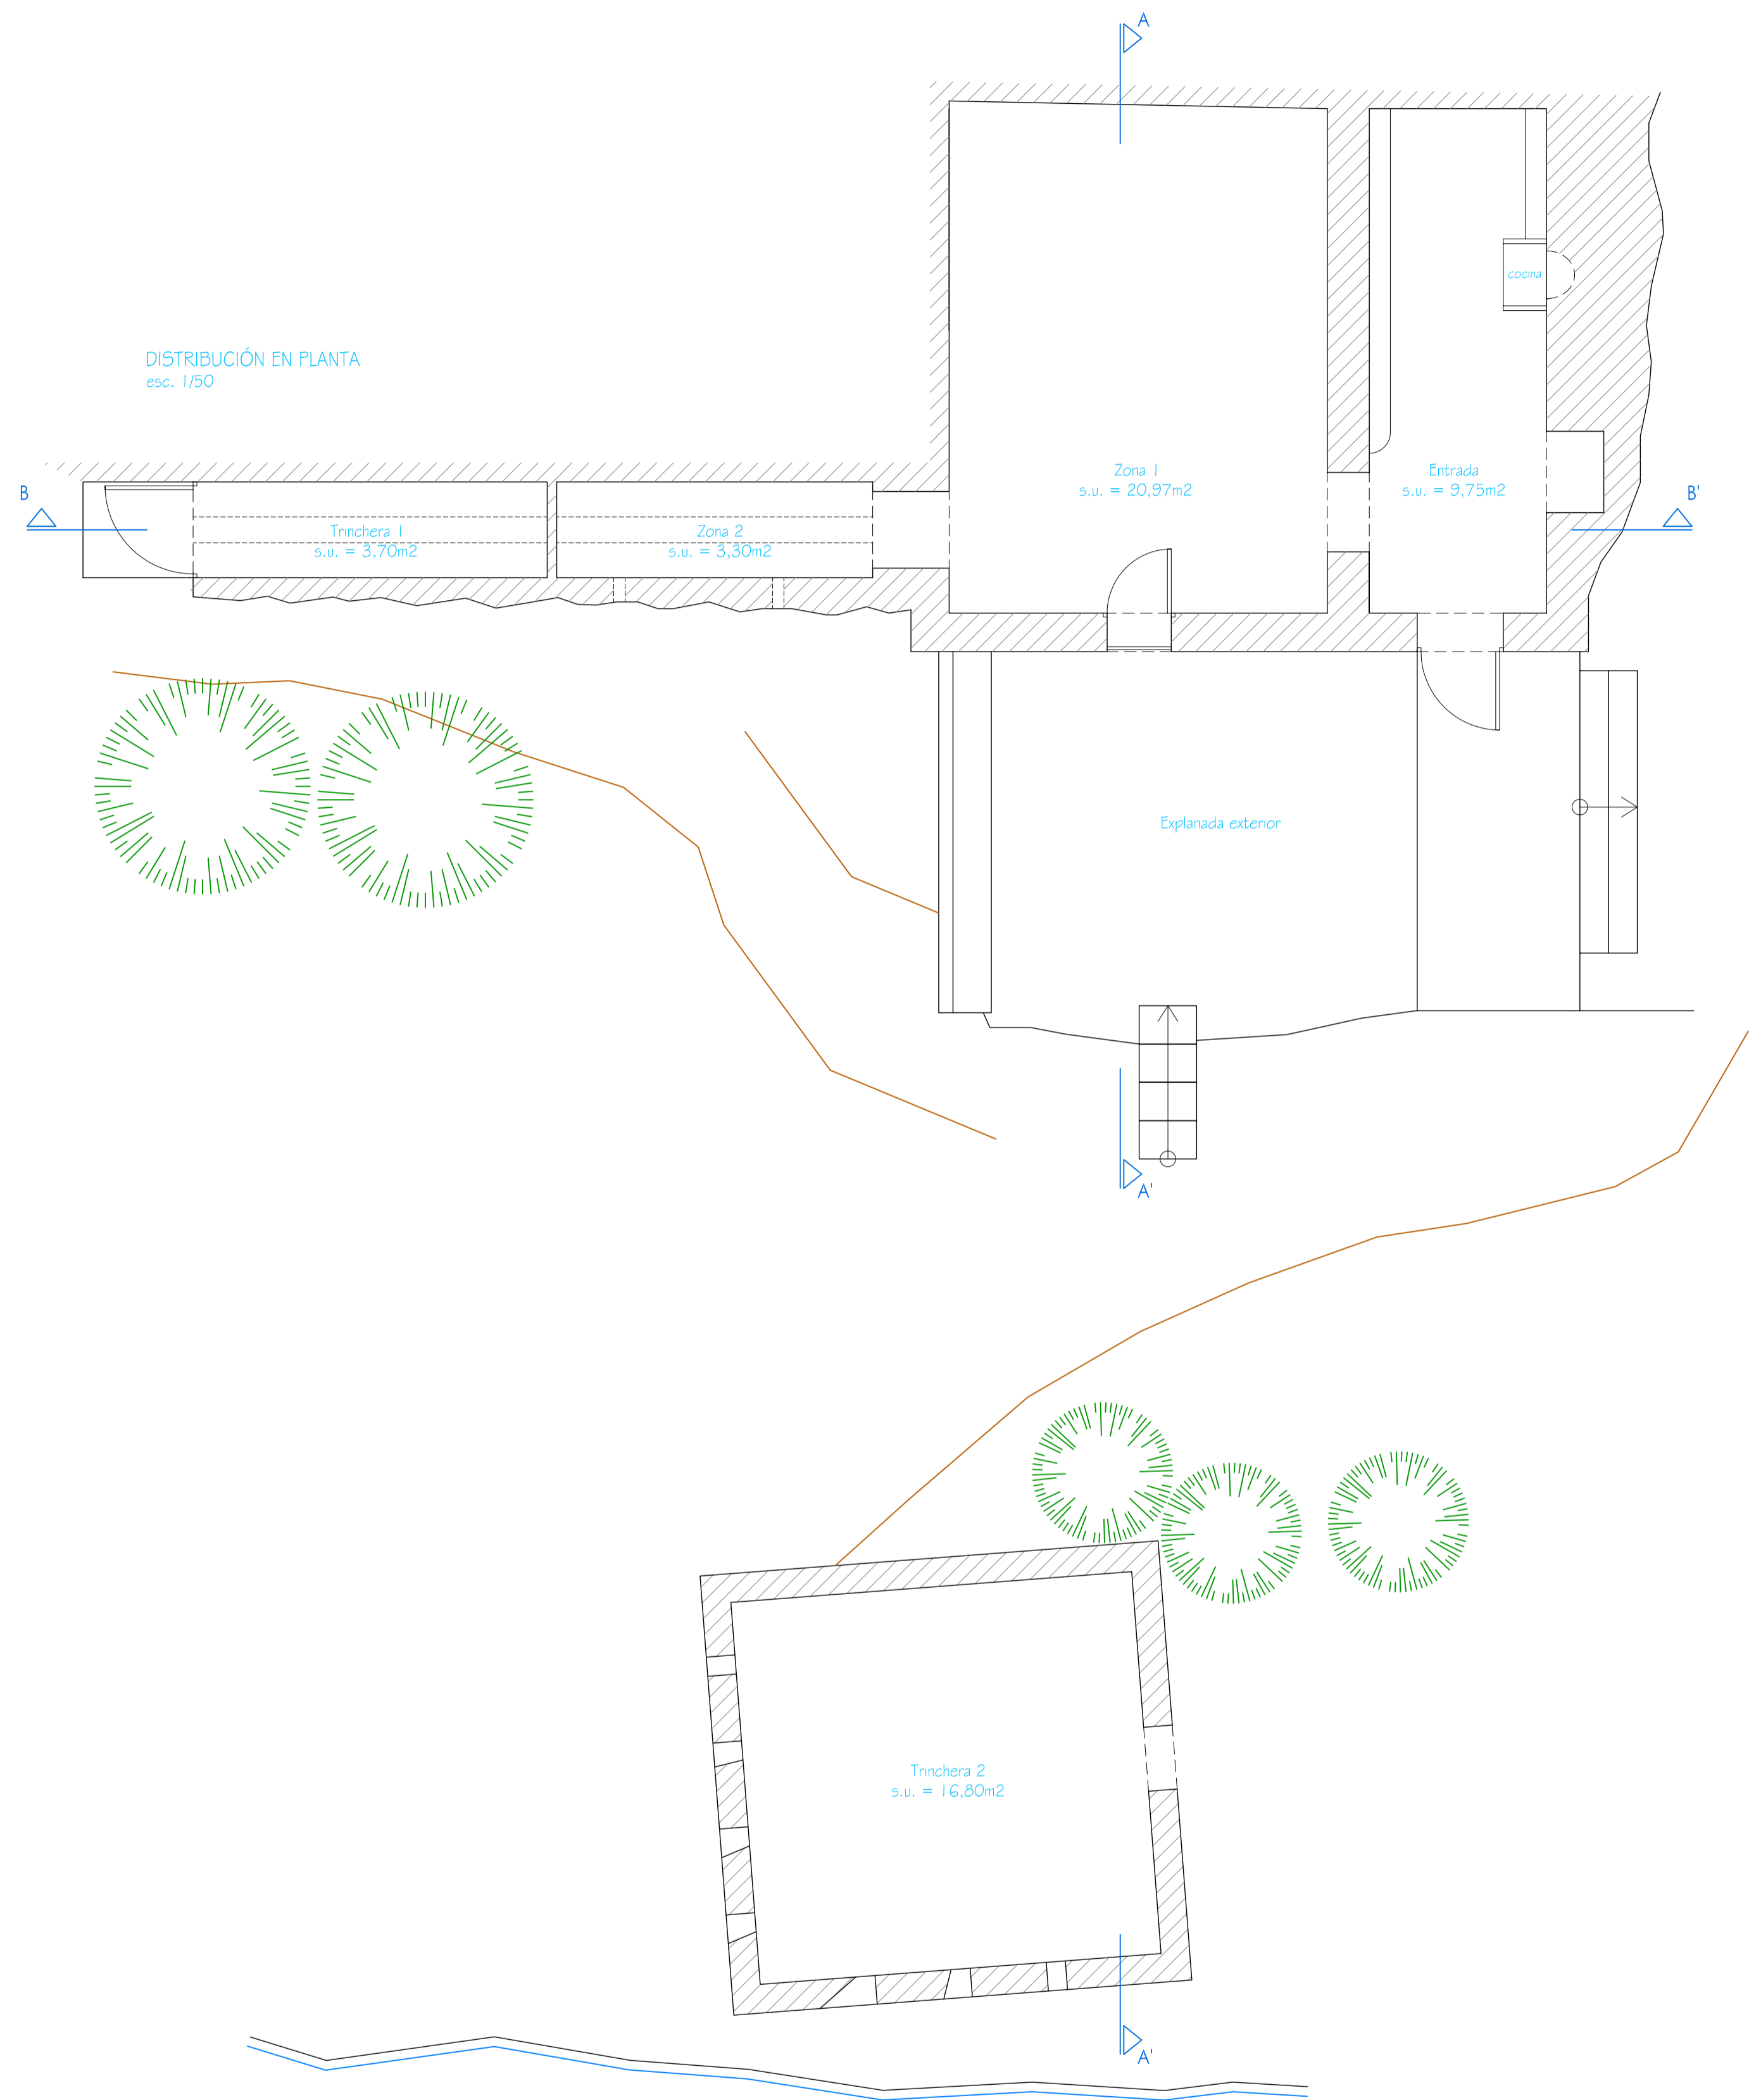 A
cocina
DISTRIBUCIÓN EN PLANTA
esc. 1/50
Zona 1
s.u. = 20,97m2
Entrada
s.u. = 9,75m2
B
B'
Trinchera 1
s.u. = 3,70m2
Zona 2
s.u. = 3,30m2
Explanada exterior
A'
Trinchera 2
s.u. = 16,80m2
A'